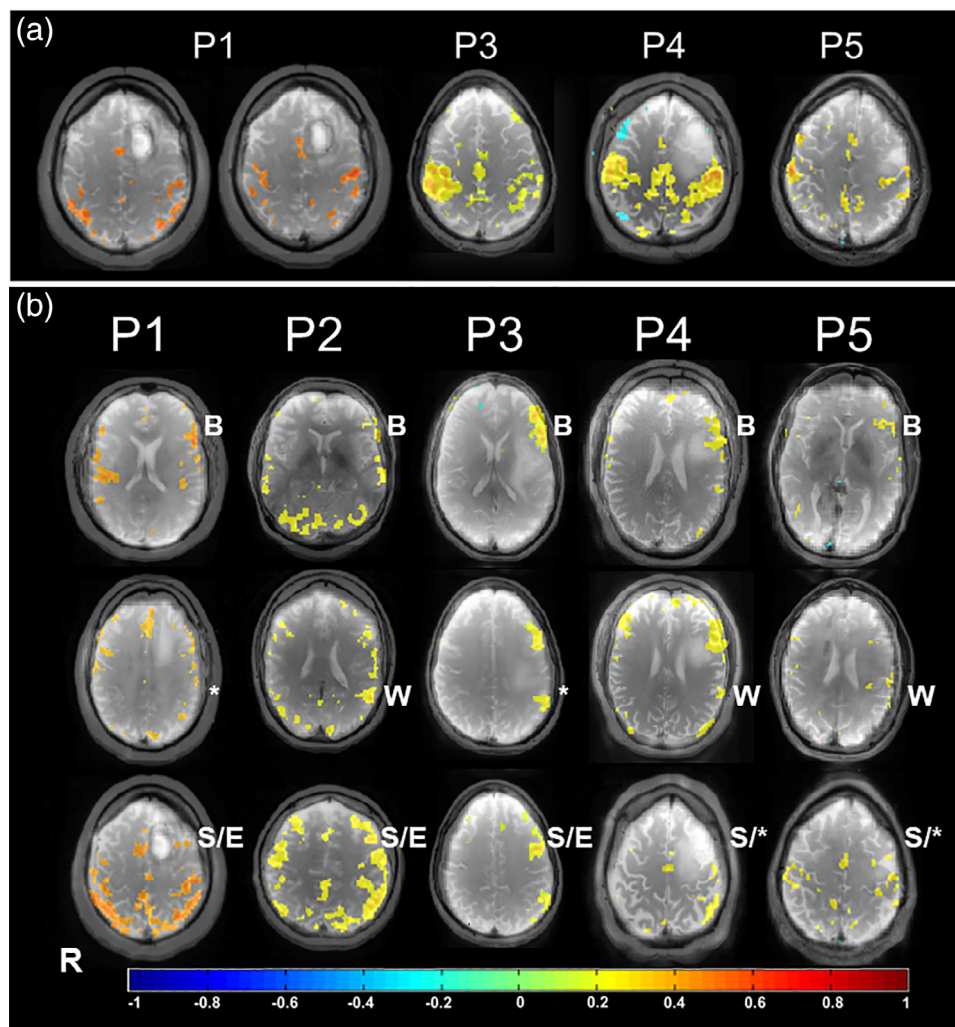 (a)
P1 P3 P4 P5
(b)
P1 P2 P3 P4 P5
B B B B B
* W * W W
S/E S/E S/E S/* S/*
R
-1 -0.8 -0.6 -0.4 -0.2 0 0.2 0.4 0.6 0.8 1